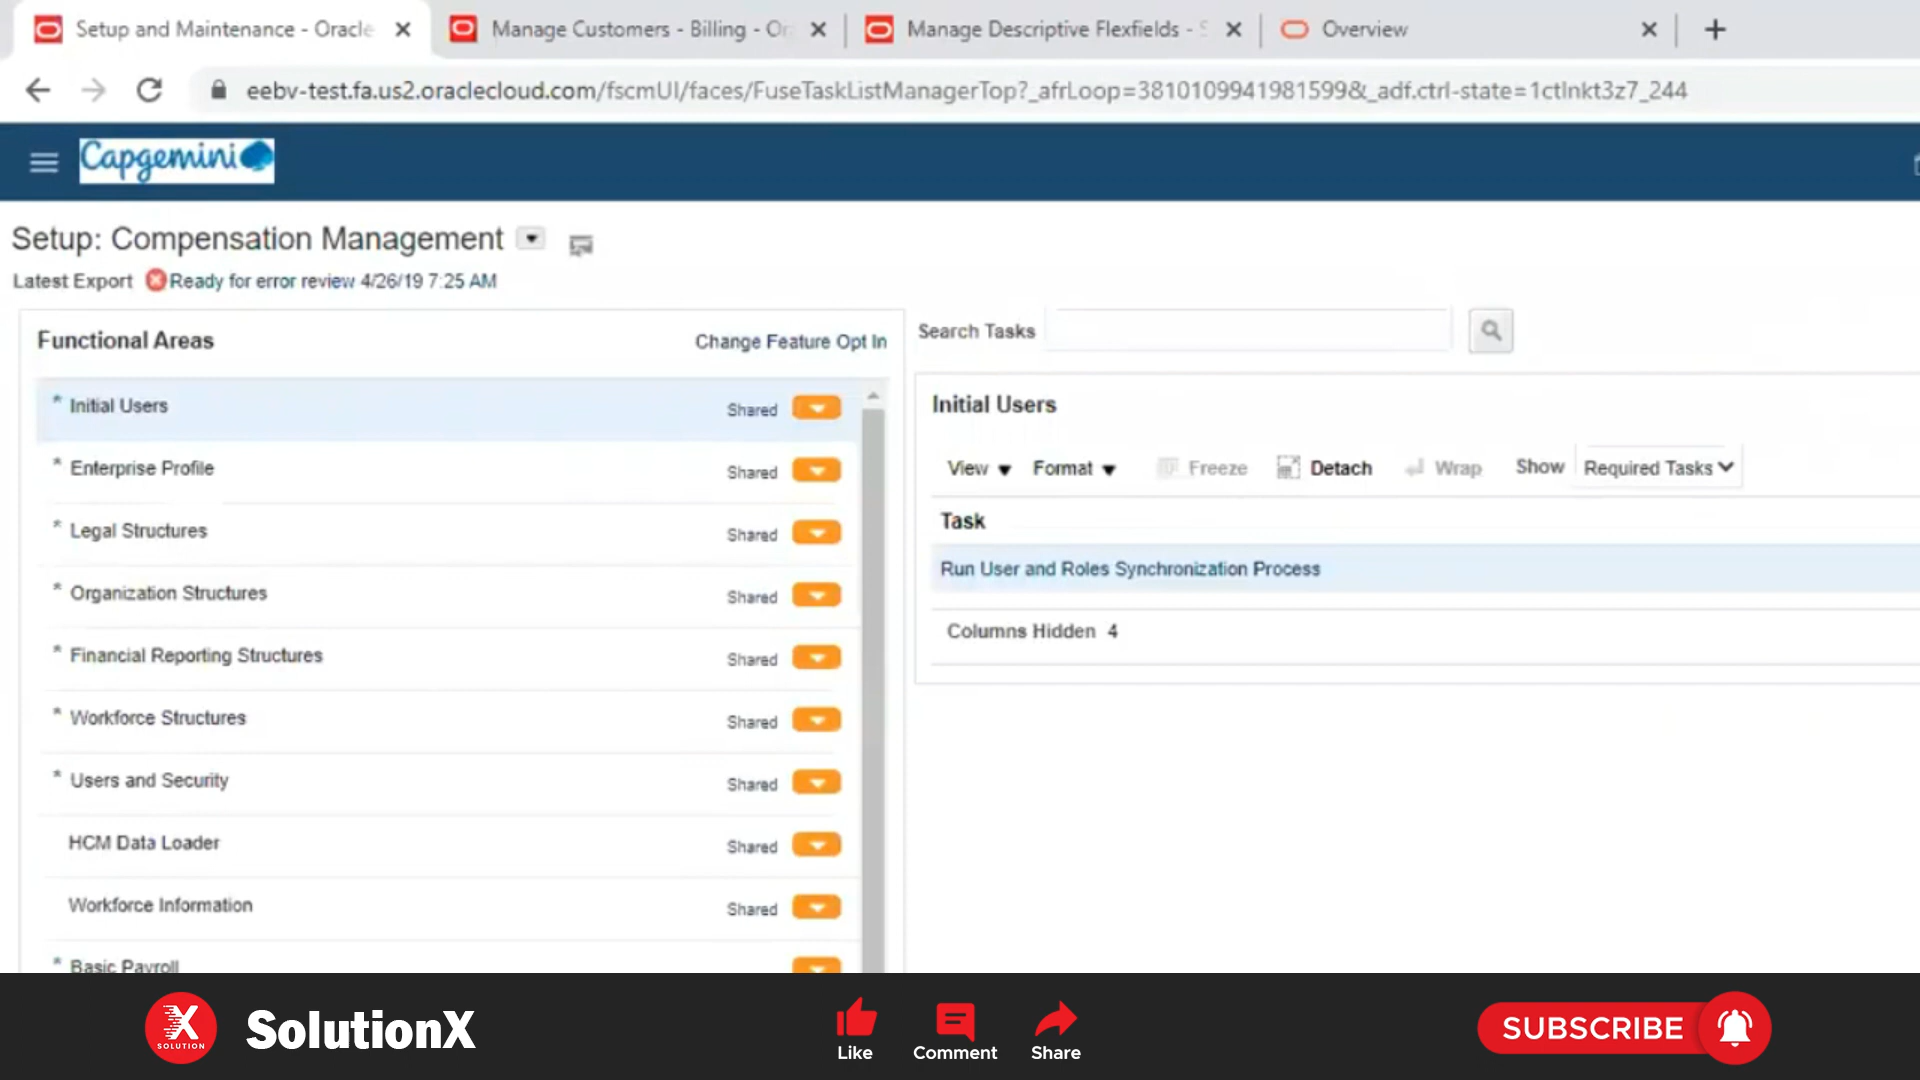 Setup and Maintenance - Oracle
Manage Customers - Billing - Or
Manage Descriptive Flexfields - S
Overview
eebv-test.fa.us2.oraclecloud.com/fscmUI/faces/FuseTaskListManagerTop?_afrLoop=3810109941981599&_adf.ctrl-state=1ctlnkt3z7_244
Capgemini
Setup: Compensation Management
Latest Export Ready for error review 4/26/19 7:25 AM
Functional Areas
Change Feature Opt In
* Initial Users Shared
* Enterprise Profile Shared
* Legal Structures Shared
* Organization Structures Shared
* Financial Reporting Structures Shared
* Workforce Structures Shared
* Users and Security Shared
HCM Data Loader Shared
Workforce Information Shared
* Basic Payroll
Search Tasks
Initial Users
View Format Freeze Detach Wrap Show Required Tasks
Task
Run User and Roles Synchronization Process
Columns Hidden 4
X
SOLUTION
SolutionX
Like
Comment
Share
SUBSCRIBE